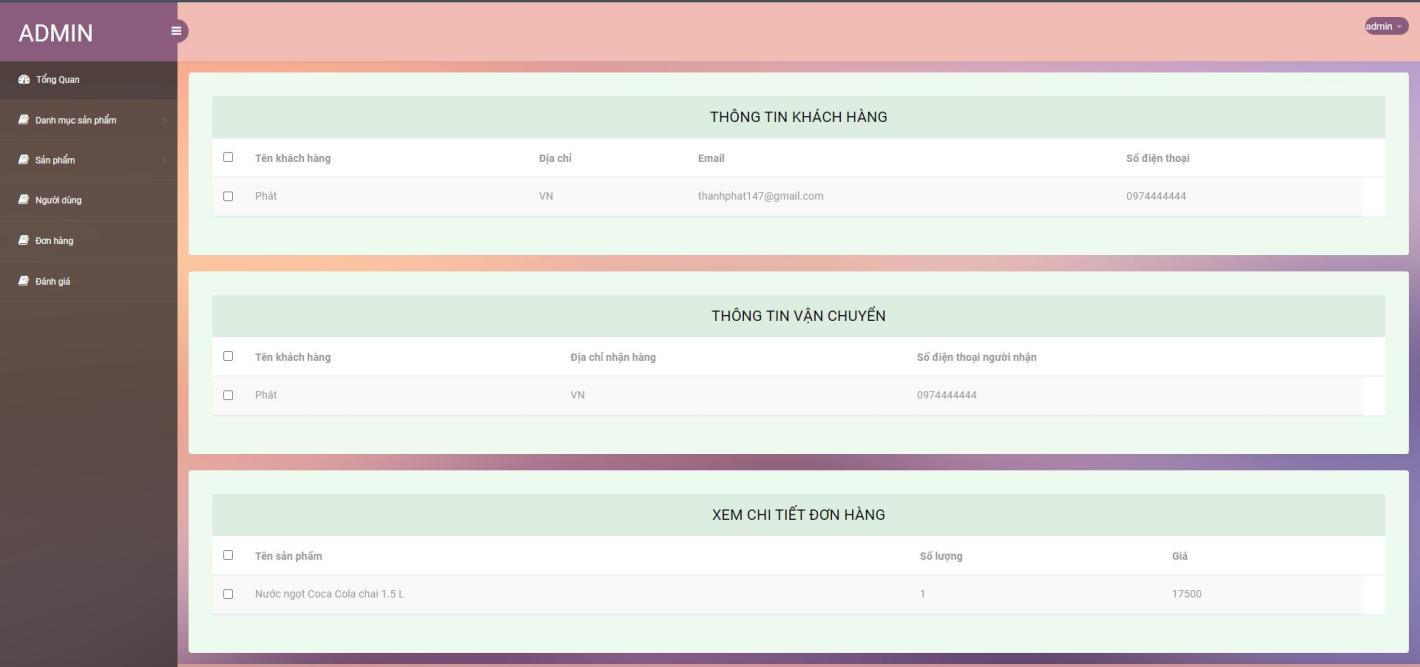 ADMIN
admin
Tổng Quan
Danh mục sản phẩm
Sản phẩm
Người dùng
Đơn hàng
Đánh giá
THÔNG TIN KHÁCH HÀNG
Tên khách hàng Địa chỉ Email Số điện thoại
Phát VN thanhphat147@gmail.com 0974444444
THÔNG TIN VẬN CHUYỂN
Tên khách hàng Địa chỉ nhận hàng Số điện thoại người nhận
Phát VN 0974444444
XEM CHI TIẾT ĐƠN HÀNG
Tên sản phẩm Số lượng Giá
Nước ngọt Coca Cola chai 1.5 L 1 17500